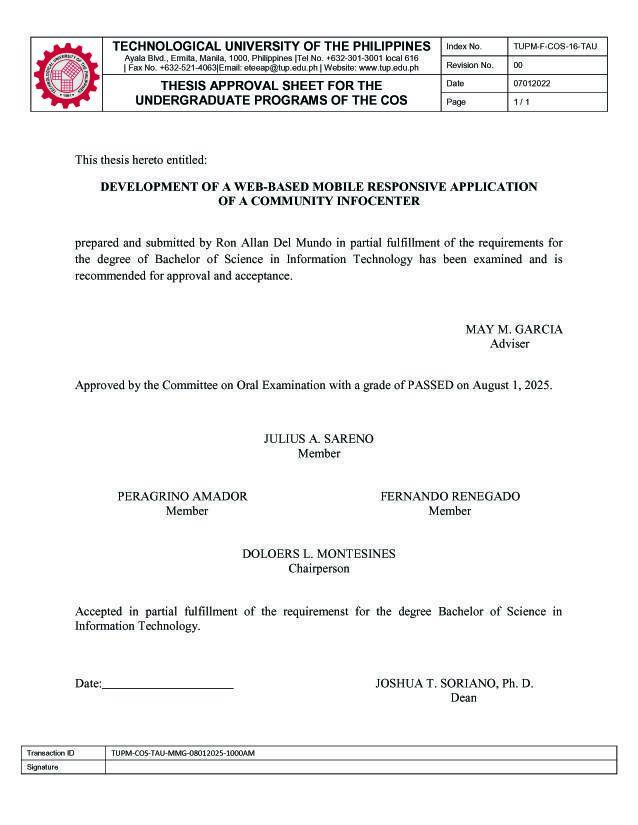 TECHNOLOGICAL UNIVERSITY OF THE PHILIPPINES
Ayala Blvd., Ermita, Manila, 1000, Philippines |Tel No. +632-301-3001 local 616
| Fax No. +632-521-4063|Email: eteeap@tup.edu.ph | Website: www.tup.edu.ph
THESIS APPROVAL SHEET FOR THE
UNDERGRADUATE PROGRAMS OF THE COS
Index No. TUPM-F-COS-16-TAU
Revision No. 00
Date 07012022
Page 1 / 1
This thesis hereto entitled:
DEVELOPMENT OF A WEB-BASED MOBILE RESPONSIVE APPLICATION
OF A COMMUNITY INFOCENTER
prepared and submitted by Ron Allan Del Mundo in partial fulfillment of the requirements for
the degree of Bachelor of Science in Information Technology has been examined and is
recommended for approval and acceptance.
MAY M. GARCIA
Adviser
Approved by the Committee on Oral Examination with a grade of PASSED on August 1, 2025.
JULIUS A. SARENO
Member
PERAGRINO AMADOR FERNANDO RENEGADO
Member Member
DOLOERS L. MONTESINES
Chairperson
Accepted in partial fulfillment of the requiremenst for the degree Bachelor of Science in
Information Technology.
Date:______________________ JOSHUA T. SORIANO, Ph. D.
Dean
Transaction ID TUPM-COS-TAU-MMG-08012025-1000AM
Signature